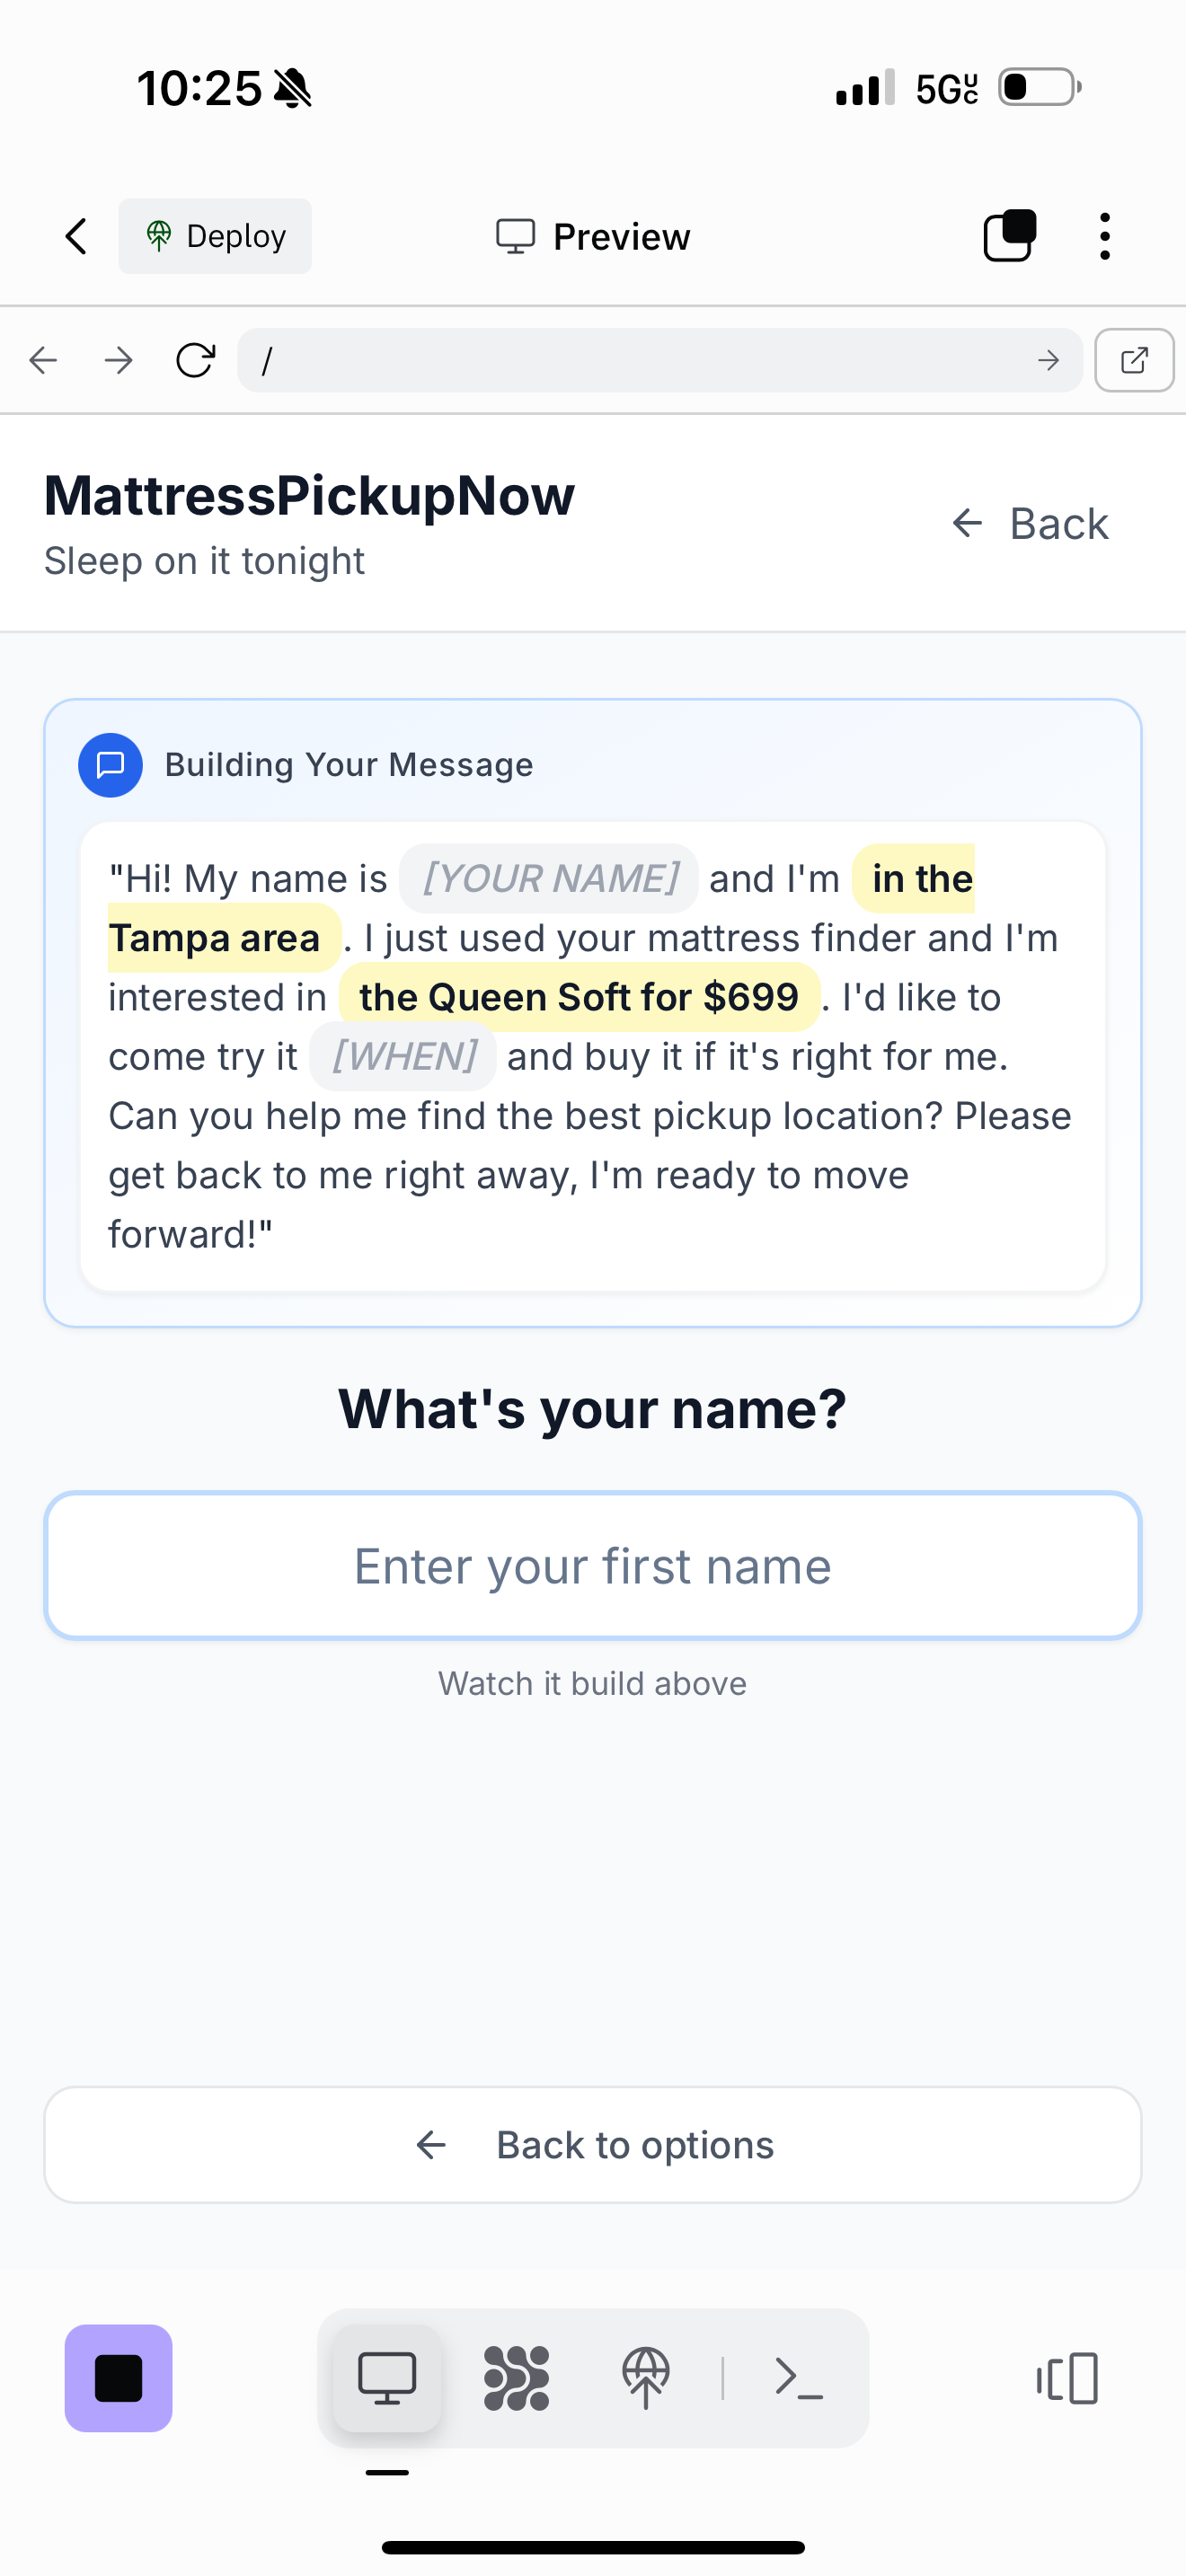 10:25
5G UC
Deploy
Preview
/
MattressPickupNow
Sleep on it tonight
Back
Building Your Message
"Hi! My name is [YOUR NAME] and I'm in the
Tampa area . I just used your mattress finder and I'm
interested in the Queen Soft for $699 . I'd like to
come try it [WHEN] and buy it if it's right for me.
Can you help me find the best pickup location? Please
get back to me right away, I'm ready to move
forward!"
What's your name?
Enter your first name
Watch it build above
Back to options